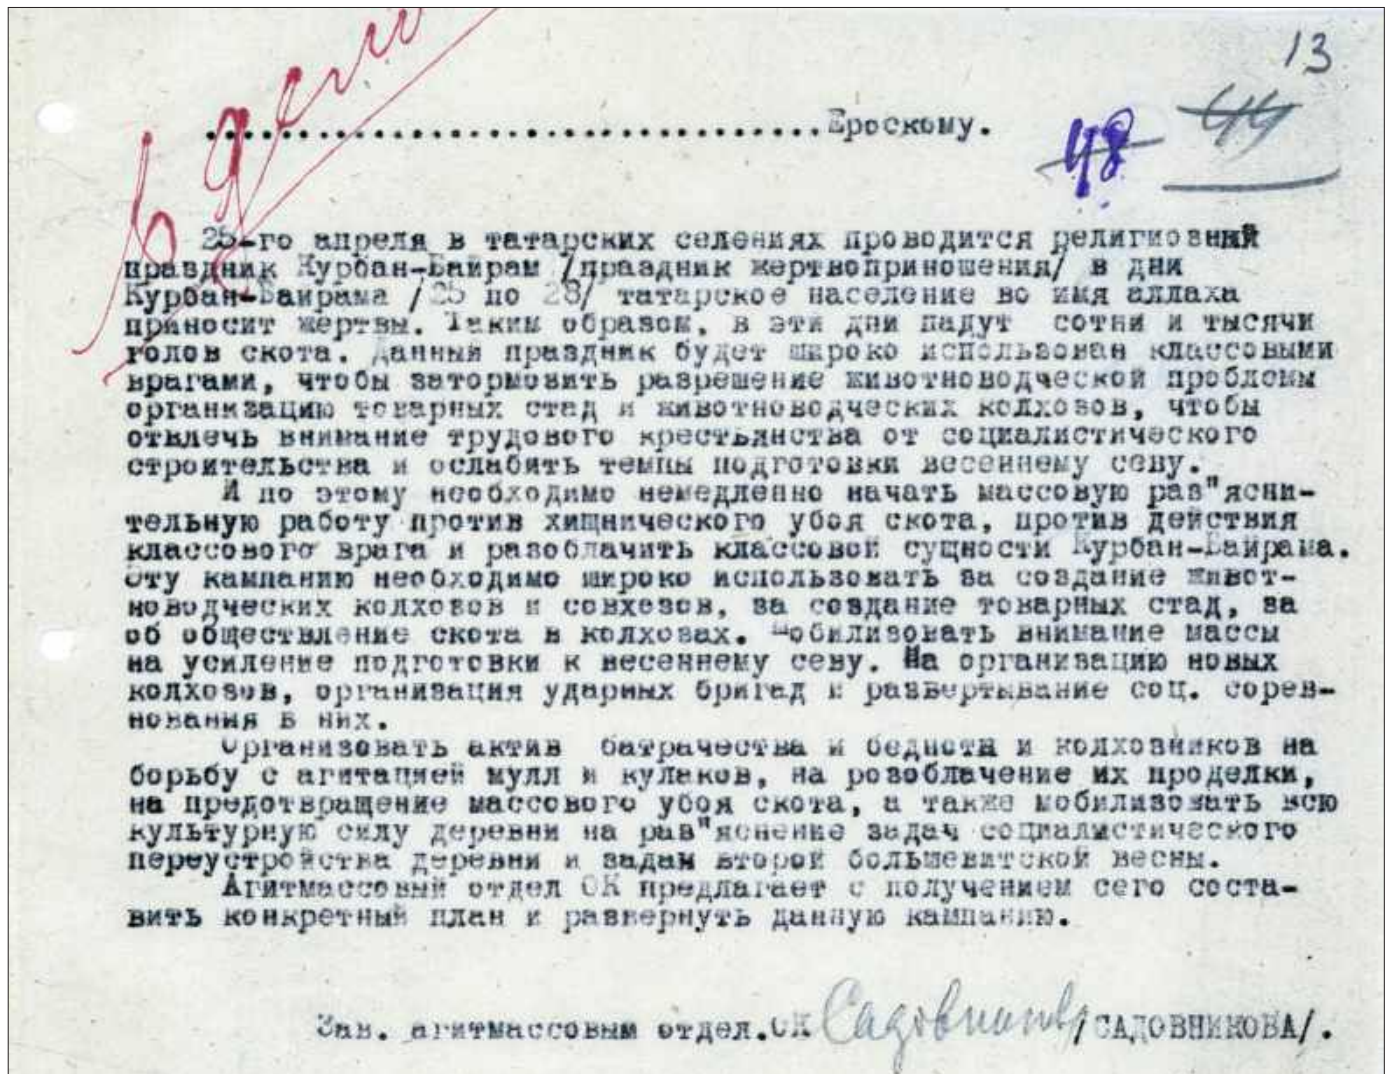 13
48
44
К делу
..................................Ероскому.
25-го апреля в татарских селениях проводится религиозный
праздник Курбан-Байрам /праздник жертвоприношения/ в дни
Курбан-Баирама /25 по 28/ татарское население во имя аллаха
приносит жертвы. Таким образом, в эти дни падут сотни и тысячи
голов скота. Данный праздник будет широко использован классовыми
врагами, чтобы затормозить разрешение животноводческой проблемы
организацию товарных стад и животноводческих колхозов, чтобы
отвлечь внимание трудового крестьянства от социалистического
строительства и ослабить темпы подготовки весеннему севу.
И по этому необходимо немедленно начать массовую раз"ясни-
тельную работу против хищнического убоя скота, против действия
классового врага и разоблачить классовой сущности Курбан-Байрама.
Эту кампанию необходимо широко использовать за создание живот-
новодческих колхозов и совхозов, за создание товарных стад, за
об обществление скота в колхозах. Мобилизовать внимание массы
на усиление подготовки к весеннему севу. На организацию новых
колхозов, организация ударных бригад и развертывание соц. сорев-
нования в них.
Организовать актив батрачества и бедноты и колхозников на
борьбу с агитацией мулл и кулаков, на розоблачение их проделки,
на предотвращение массового убоя скота, а также мобилизовать всю
культурную силу деревни на раз"яснение задач социалистического
переустройства деревни и задам второй большевитской весны.
Агитмассовый отдел ОК предлагает с получением сего соста-
вить конкретный план и развернуть данную кампанию.
Зав. агитмассовым отдел.ОК Садовникова /САДОВНИКОВА/.